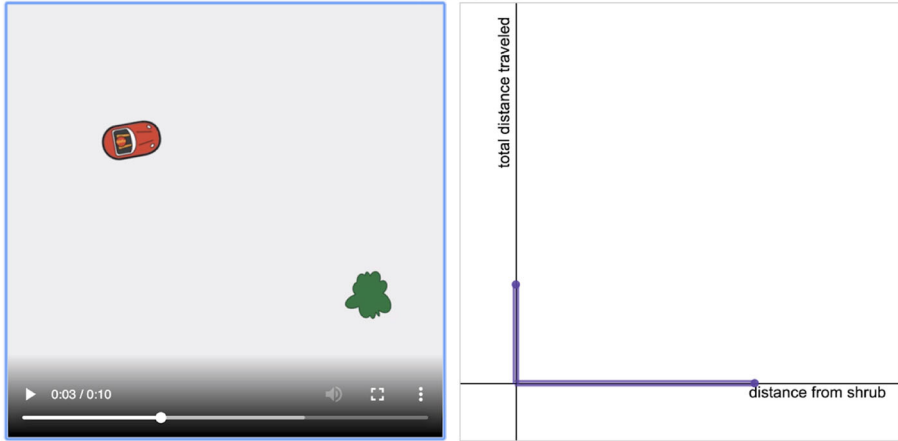 total distance traveled
0:03 / 0:10
distance from shrub